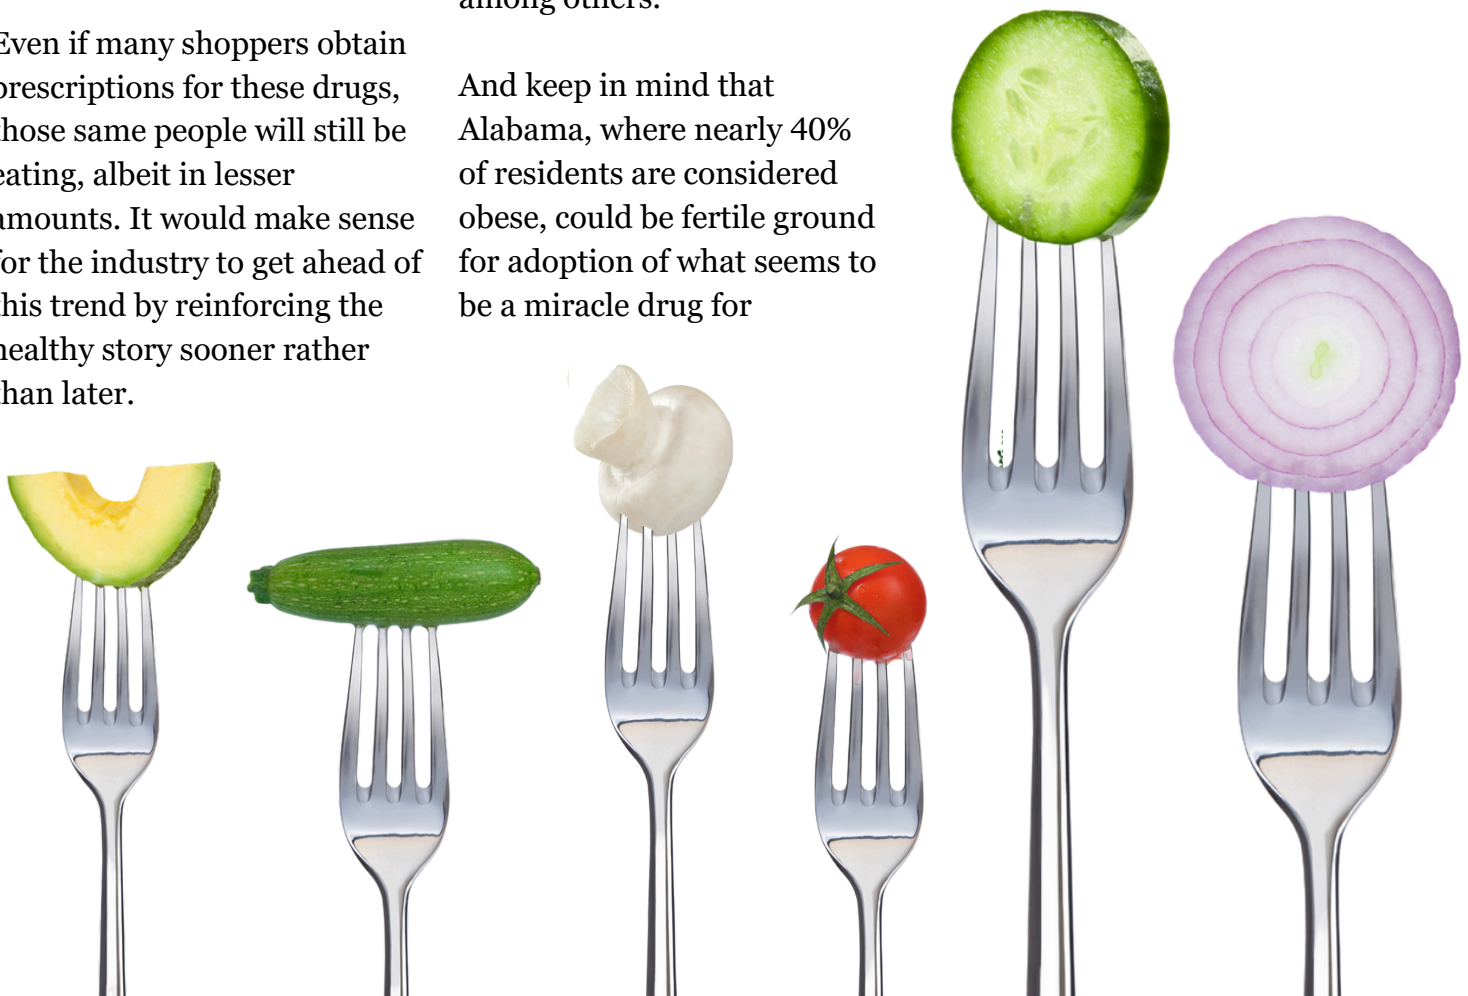 Even if many shoppers obtain
prescriptions for these drugs,
those same people will still be
eating, albeit in lesser
amounts. It would make sense
for the industry to get ahead of
this trend by reinforcing the
healthy story sooner rather
than later.
among others.
And keep in mind that
Alabama, where nearly 40%
of residents are considered
obese, could be fertile ground
for adoption of what seems to
be a miracle drug for